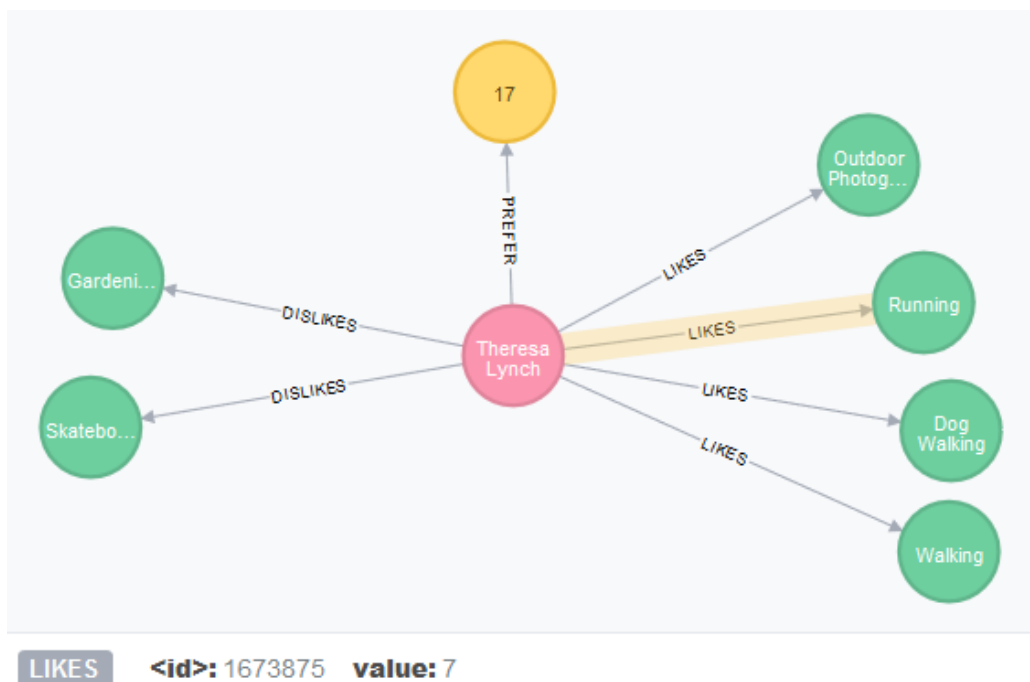 17
PREFER
Outdoor
Photog...
LIKES
Gardeni...
DISLIKES
Running
LIKES
Theresa
Lynch
Skatebo...
DISLIKES
LIKES
Dog
Walking
LIKES
Walking
LIKES <id>: 1673875 value: 7